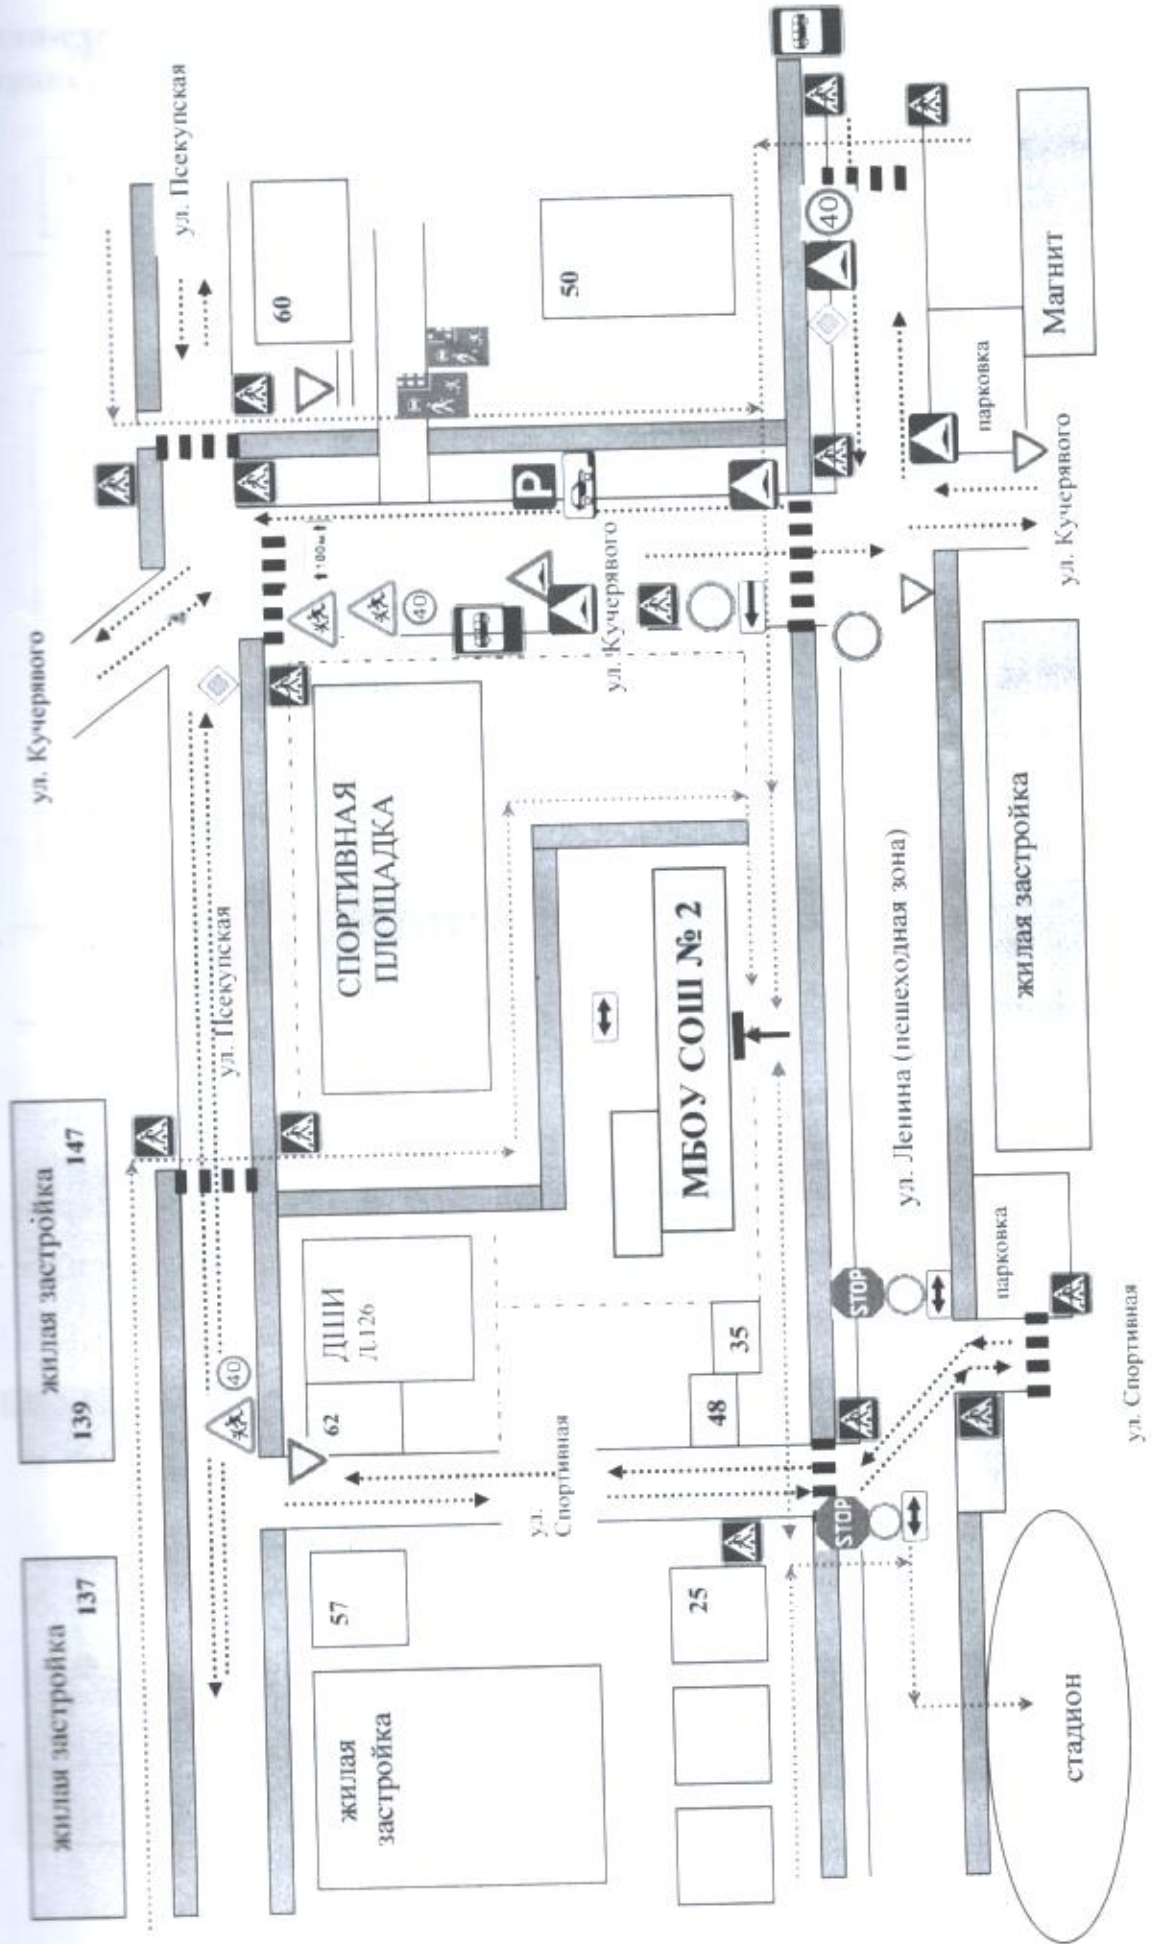 жилая застройка
137
жилая застройка
139
147
ул. Кучерявого
ул. Псекупская
ул. Псекупская
40
62
ДШИ
Д.126
СПОРТИВНАЯ
ПЛОЩАДКА
100м
40
60
57
жилая
застройка
ул.
Спортивная
P
ул. Кучерявого
50
25
48
35
МБОУ СОШ № 2
STOP
STOP
ул. Ленина (пешеходная зона)
40
парковка
жилая застройка
парковка
Магнит
стадион
ул. Спортивная
ул. Кучерявого